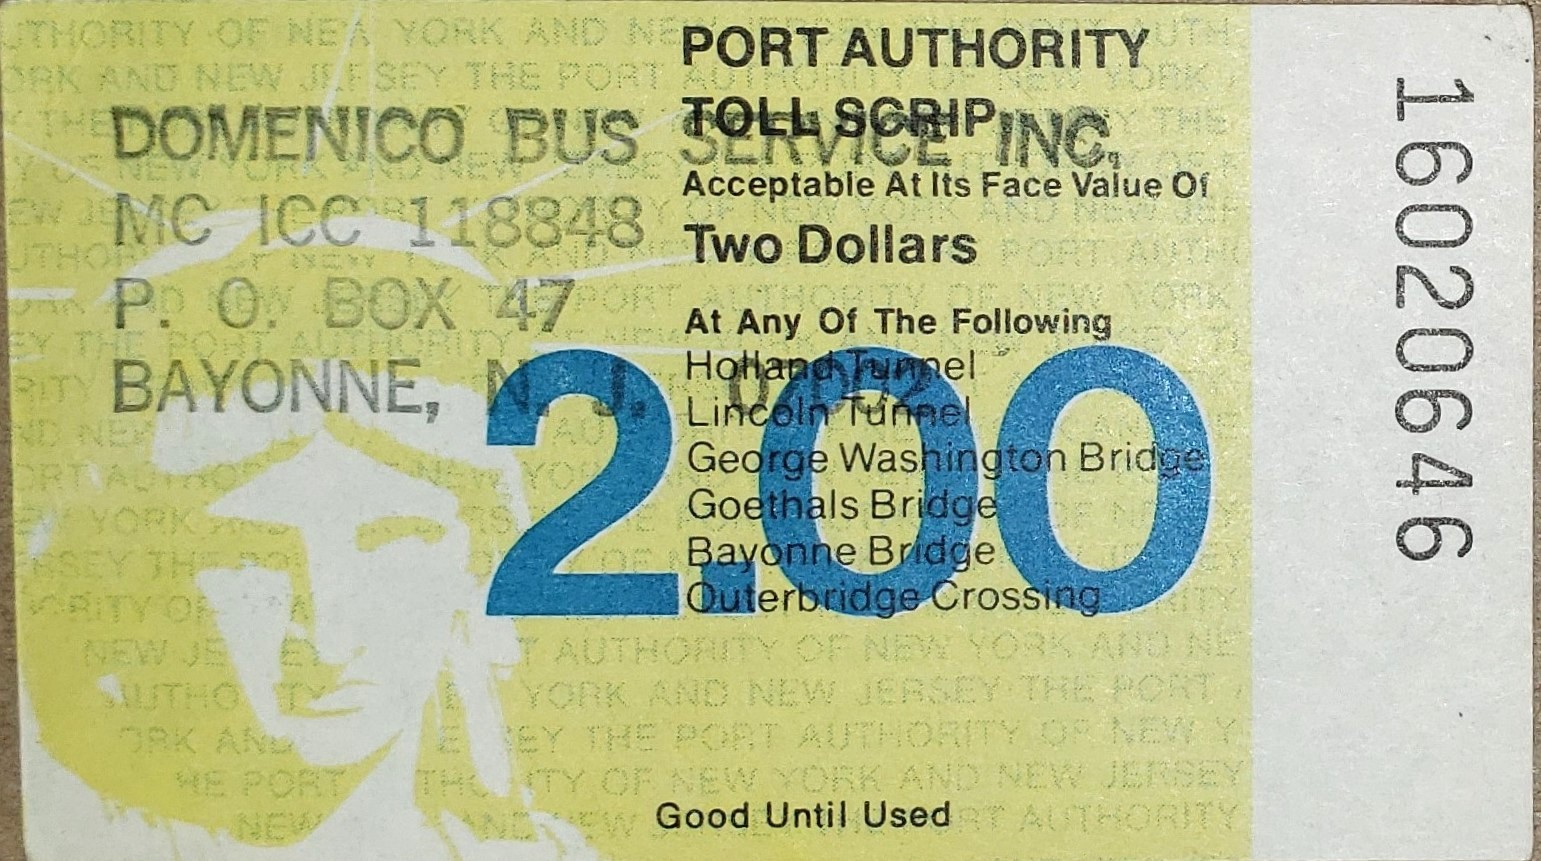 PORT AUTHORITY
TOLL SCRIP
Acceptable At Its Face Value Of
Two Dollars
At Any Of The Following
Holland Tunnel
Lincoln Tunnel
George Washington Bridge
Goethals Bridge
Bayonne Bridge
Outerbridge Crossing
2.00
Good Until Used
DOMENICO BUS SERVICE INC.
MC ICC 118848
P. O. BOX 47
BAYONNE, N. J.
16020646